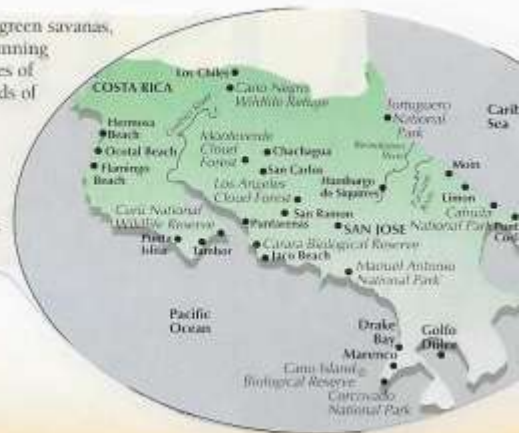 green savanas,
nning
es of
ds of
COSTA RICA
Los Chiles
Cano Negro
Wildlife Refuge
Tortuguero
National
Park
Carib
Sea
Hermosa
Beach
Ocotal Beach
Flamingo
Beach
Monteverde
Cloud
Forest
Chachagua
San Carlos
Los Angeles
Cloud Forest
Hamburgo
de Siquirres
Moin
Limon
Cahuita
National Park
San Ramon
SAN JOSE
Puntarenas
Curu National
Wildlife Reserve
Punta
Islita
Tambor
Carara Biological Reserve
Jaco Beach
Manuel Antonio
National Park
Pacific
Ocean
Drake
Bay
Marenco
Golfo
Dulce
Cano Island
Biological Reserve
Corcovado
National Park